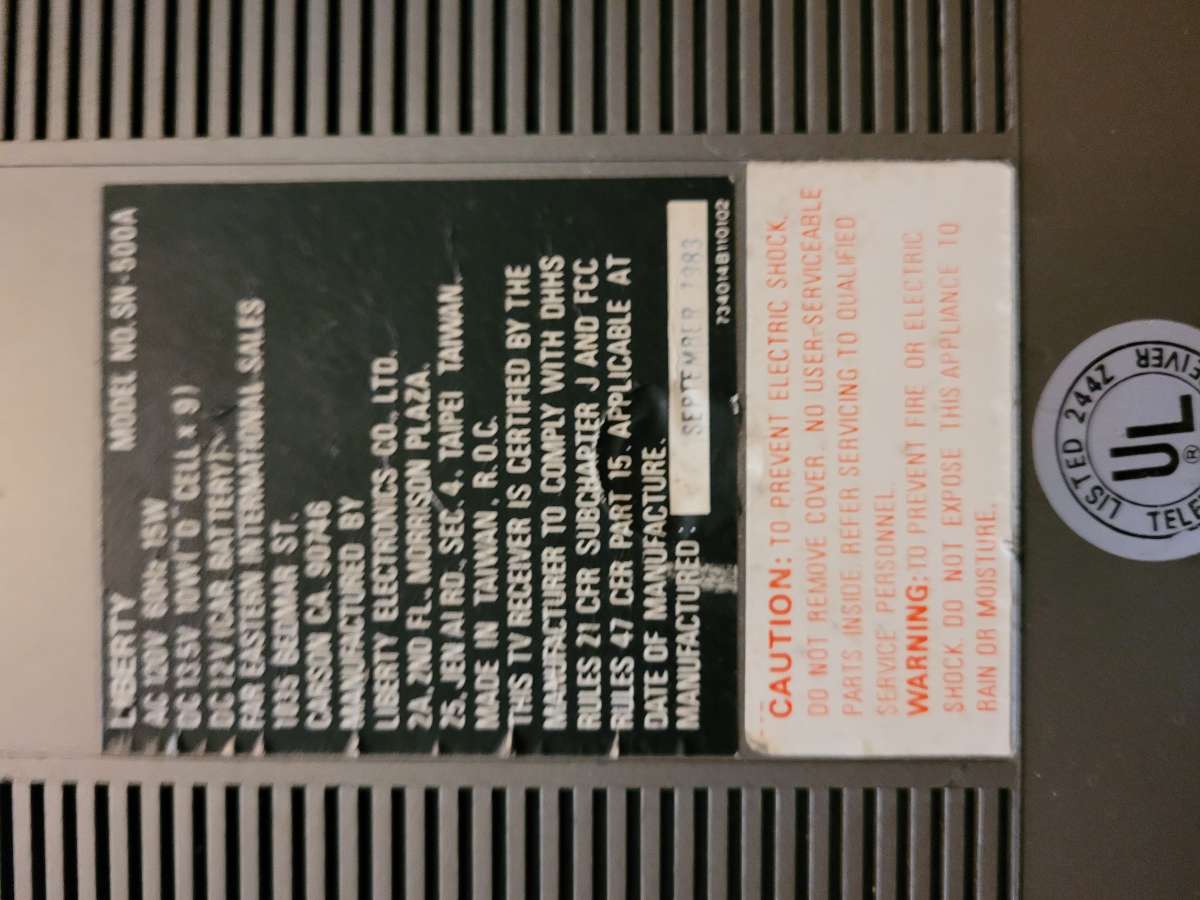 LIBERTY MODEL NO. SN-500A
AC 120V 60Hz 15W
DC 13.5V 10W("D" CELL × 9)
DC 12V (CAR BATTERY)
FAR EASTERN INTERNATIONAL SALES
1035 BEDMAR ST.
CARSON CA. 90746
MANUFACTURED BY
LIBERTY ELECTRONICS CO., LTD.
2A, 2ND FL., MORRISON PLAZA.
25, JEN AI RD., SEC. 4, TAIPEI TAIWAN.
MADE IN TAIWAN, R.O.C.
THIS TV RECEIVER IS CERTIFIED BY THE
MANUFACTURER TO COMPLY WITH DHHS
RULES 21 CFR SUBCHAPTER J AND FCC
RULES 47 CFR PART 15. APPLICABLE AT
DATE OF MANUFACTURE.
MANUFACTURED: SEPTEMBER 1983
734014B110102
CAUTION: TO PREVENT ELECTRIC SHOCK,
DO NOT REMOVE COVER. NO USER-SERVICEABLE
PARTS INSIDE. REFER SERVICING TO QUALIFIED
SERVICE PERSONNEL.
WARNING: TO PREVENT FIRE OR ELECTRIC
SHOCK DO NOT EXPOSE THIS APPLIANCE TO
RAIN OR MOISTURE.
LISTED 244Z
UL
®